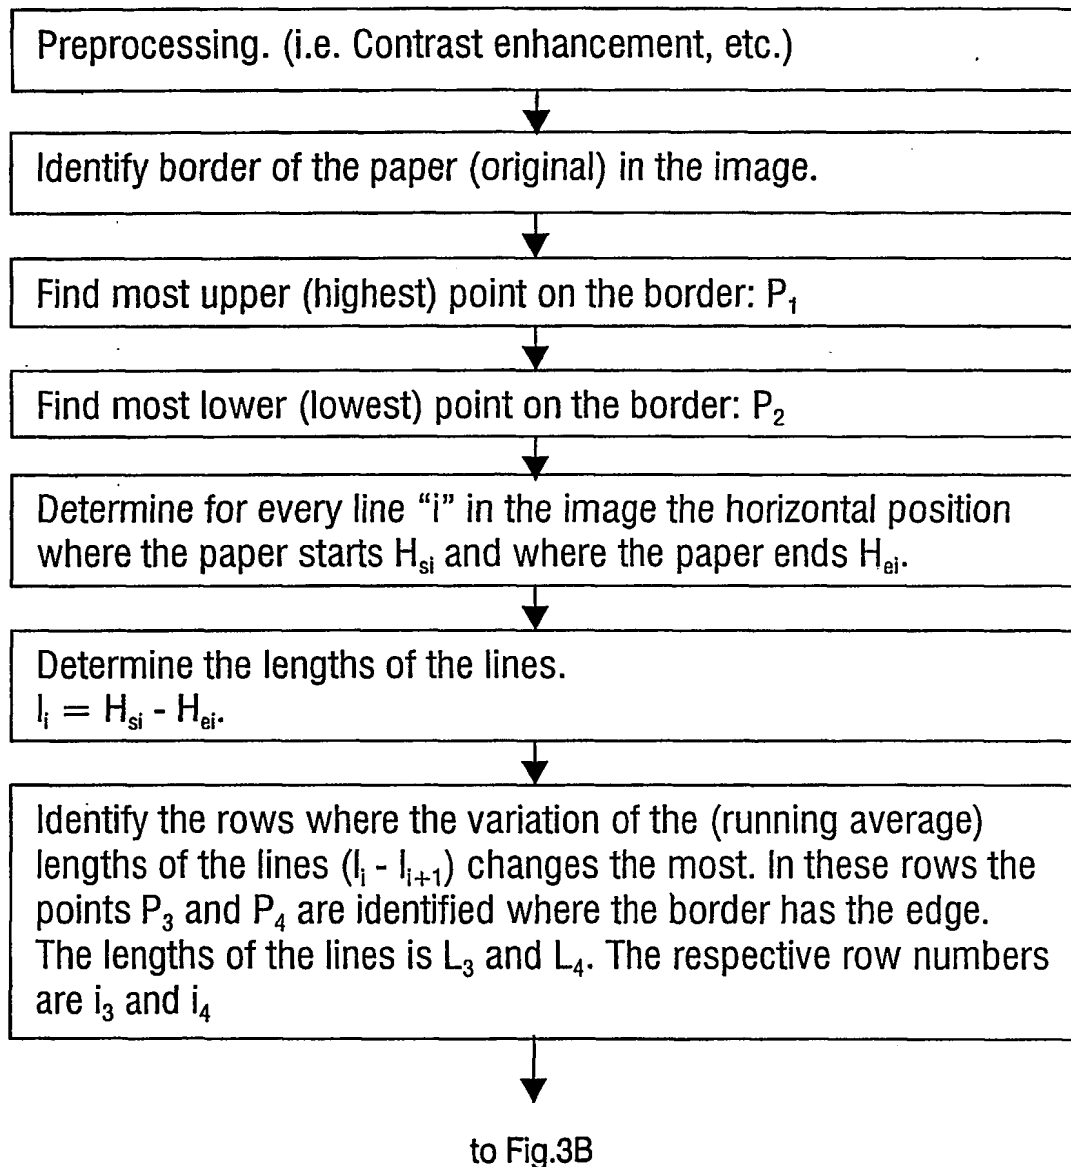 Preprocessing. (i.e. Contrast enhancement, etc.)
Identify border of the paper (original) in the image.
Find most upper (highest) point on the border: P₁
Find most lower (lowest) point on the border: P₂
Determine for every line “i” in the image the horizontal position
where the paper starts Hₛᵢ and where the paper ends Hₑᵢ.
Determine the lengths of the lines.
lᵢ = Hₛᵢ - Hₑᵢ.
Identify the rows where the variation of the (running average)
lengths of the lines (lᵢ - lᵢ₊₁) changes the most. In these rows the
points P₃ and P₄ are identified where the border has the edge.
The lengths of the lines is L₃ and L₄. The respective row numbers
are i₃ and i₄
to Fig.3B